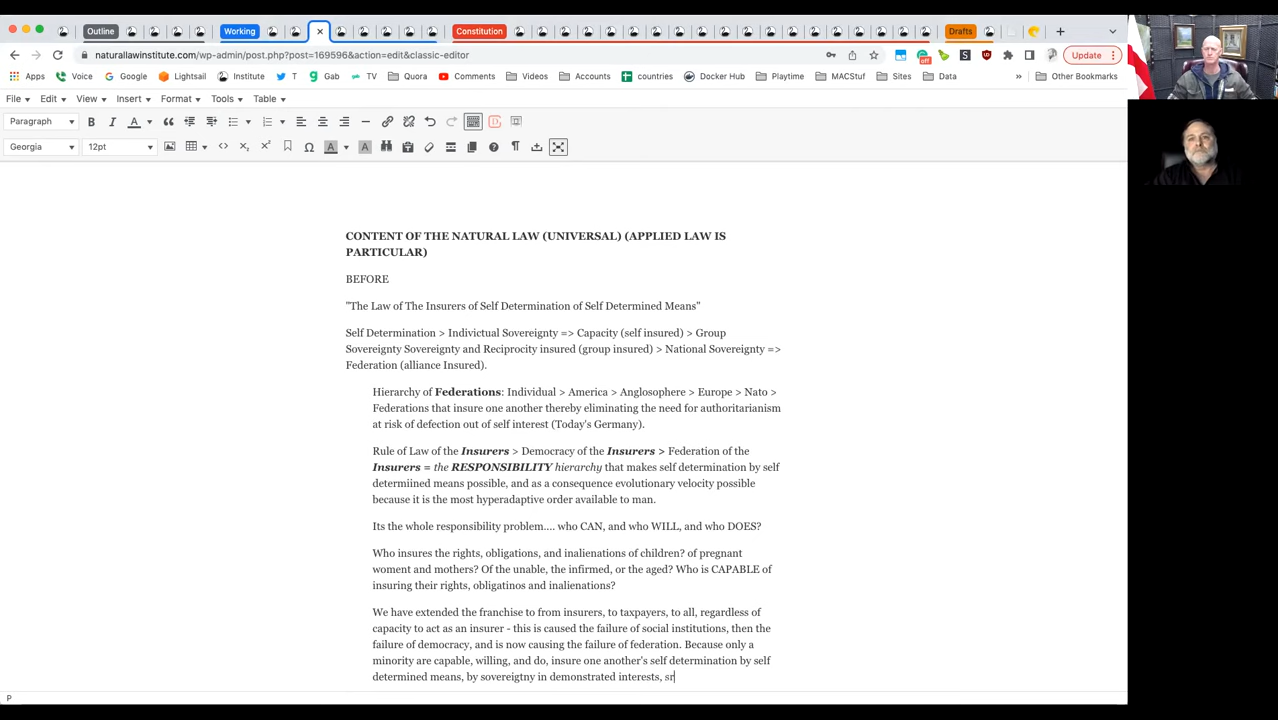 Outline
Working
Constitution
Drafts
naturallawinstitute.com/wp-admin/post.php?post=169596&action=edit&classic-editor
off
Update
Apps Voice Google Lightsail Institute T Gab TV Quora Comments Videos Accounts countries Docker Hub Playtime MACStuf Sites Data » Other Bookmarks
File Edit View Insert Format Tools Table
Paragraph B I A
Georgia 12pt
CONTENT OF THE NATURAL LAW (UNIVERSAL) (APPLIED LAW IS
PARTICULAR)
BEFORE
"The Law of The Insurers of Self Determination of Self Determined Means"
Self Determination > Indivictual Sovereignty => Capacity (self insured) > Group
Sovereignty Sovereignty and Reciprocity insured (group insured) > National Sovereignty =>
Federation (alliance Insured).
Hierarchy of Federations: Individual > America > Anglosphere > Europe > Nato >
Federations that insure one another thereby eliminating the need for authoritarianism
at risk of defection out of self interest (Today's Germany).
Rule of Law of the Insurers > Democracy of the Insurers > Federation of the
Insurers = the RESPONSIBILITY hierarchy that makes self determination by self
determiined means possible, and as a consequence evolutionary velocity possible
because it is the most hyperadaptive order available to man.
Its the whole responsibility problem.... who CAN, and who WILL, and who DOES?
Who insures the rights, obligations, and inalienations of children? of pregnant
woment and mothers? Of the unable, the infirmed, or the aged? Who is CAPABLE of
insuring their rights, obligatinos and inalienations?
We have extended the franchise to from insurers, to taxpayers, to all, regardless of
capacity to act as an insurer - this is caused the failure of social institutions, then the
failure of democracy, and is now causing the failure of federation. Because only a
minority are capable, willing, and do, insure one another's self determination by self
determined means, by sovereigtny in demonstrated interests, sr
P